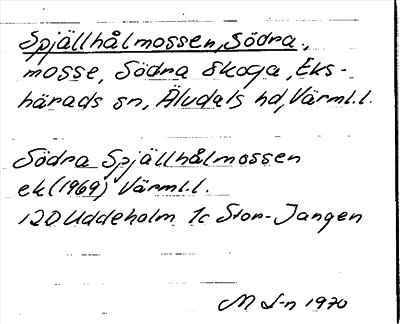 Spjällhålmossen, Södra,
mosse, Södra Skoga, Eks-
härads sn, Älvdals hd, Värml.l.
Södra Spjällhålmossen
ek (1969) Värml.l.
12D Uddeholm 1c Stor-Jangen
M S-n 1970